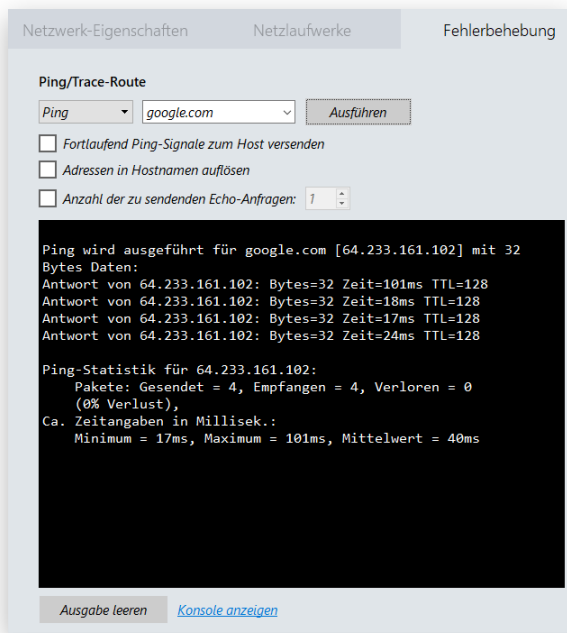 Netzwerk-Eigenschaften Netzlaufwerke Fehlerbehebung
Ping/Trace-Route
Ping google.com Ausführen
Fortlaufend Ping-Signale zum Host versenden
Adressen in Hostnamen auflösen
Anzahl der zu sendenden Echo-Anfragen: 1
Ping wird ausgeführt für google.com [64.233.161.102] mit 32
Bytes Daten:
Antwort von 64.233.161.102: Bytes=32 Zeit=101ms TTL=128
Antwort von 64.233.161.102: Bytes=32 Zeit=18ms TTL=128
Antwort von 64.233.161.102: Bytes=32 Zeit=17ms TTL=128
Antwort von 64.233.161.102: Bytes=32 Zeit=24ms TTL=128
Ping-Statistik für 64.233.161.102:
Pakete: Gesendet = 4, Empfangen = 4, Verloren = 0
(0% Verlust),
Ca. Zeitangaben in Millisek.:
Minimum = 17ms, Maximum = 101ms, Mittelwert = 40ms
Ausgabe leeren Konsole anzeigen